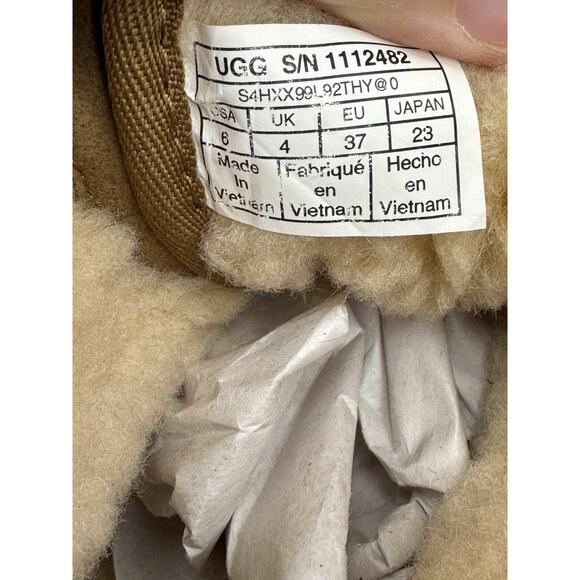 UGG S/N 1112482
S4HXX99L92THY@0
USA UK EU JAPAN
6 4 37 23
Made Fabriqué Hecho
In en en
Vietnam Vietnam Vietnam